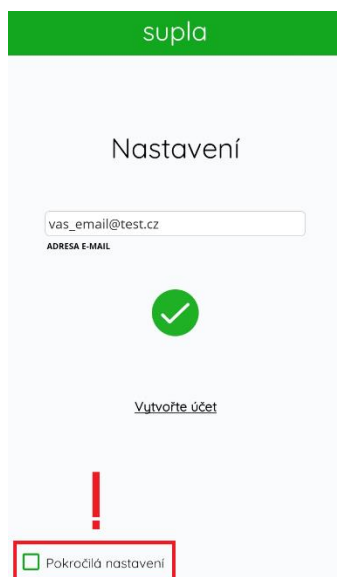 supla
Nastavení
vas_email@test.cz
ADRESA E-MAIL
Vytvořte účet
!
Pokročilá nastavení